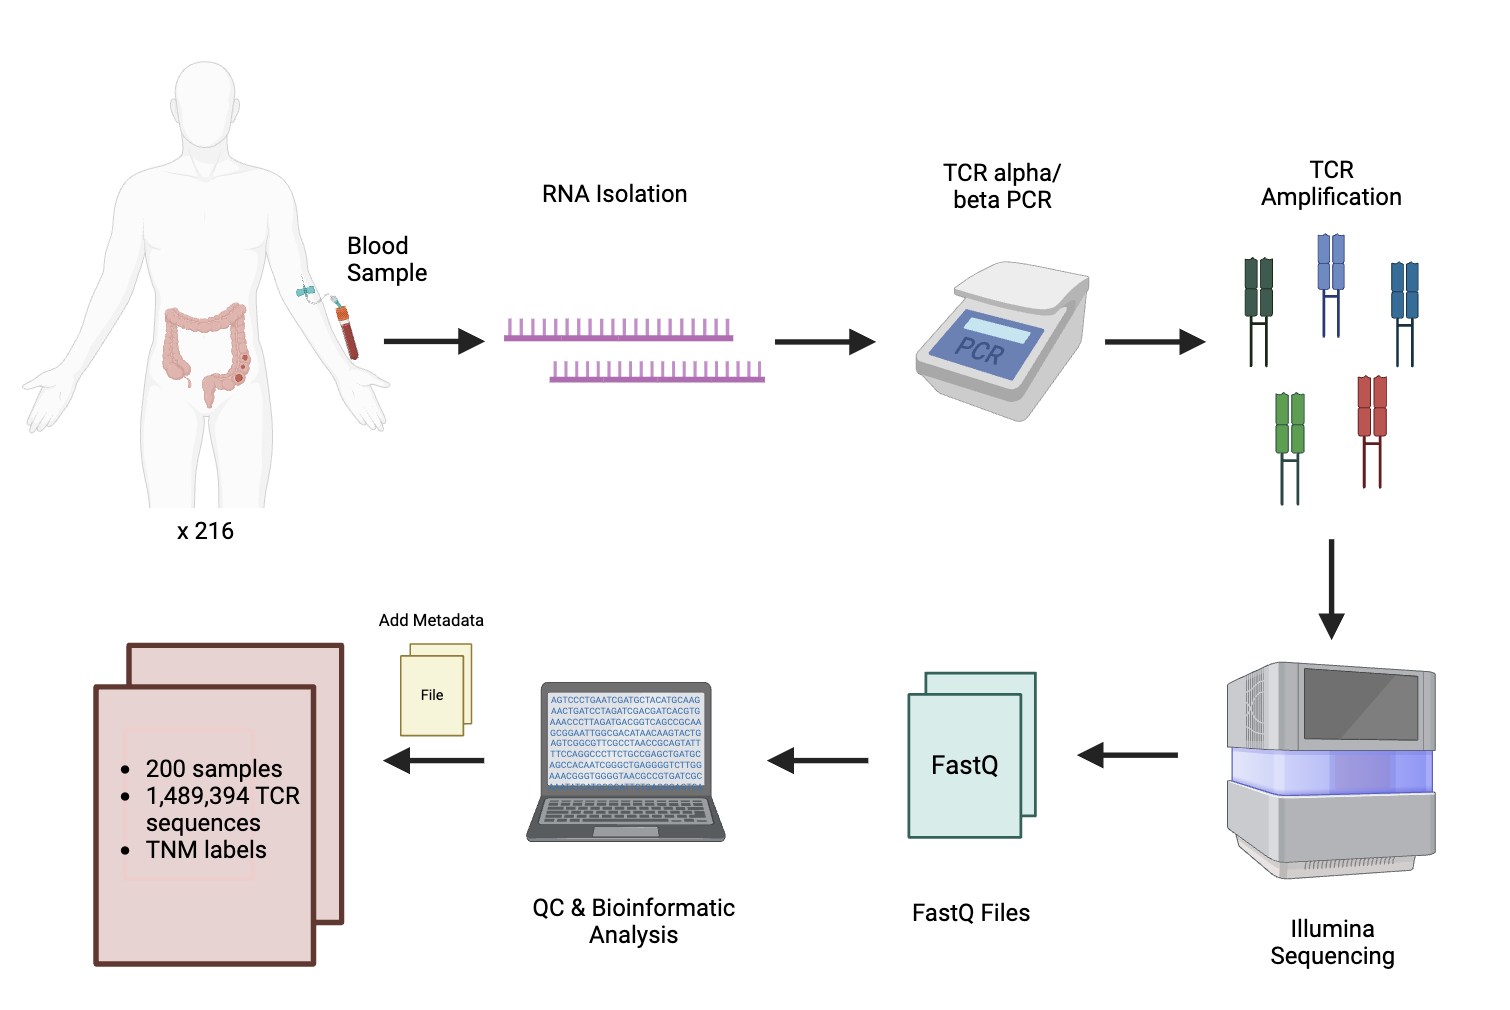 Blood
Sample
x 216
RNA Isolation
TCR alpha/
beta PCR
PCR
TCR
Amplification
Illumina
Sequencing
FastQ
FastQ Files
AGTCCCTGAATCGATGCTACATGCAAG
AACTGATCCTAGATCGACGATCACGTG
AAACCCTTAGATGACGGTCAGCCGCAA
GCGGAATTGGCGACATAACAAGTACTG
AGTCGGCGTTCGCCTAACCGCAGTATT
TTCCAGGCCCTTCTGCCGAGCTGATGC
AGCCACAATCGGGCTGAGGGGTCTTGG
AAACGGGTGGGGTAACGCCGTGATCGC
QC & Bioinformatic
Analysis
Add Metadata
File
• 200 samples
• 1,489,394 TCR
sequences
• TNM labels